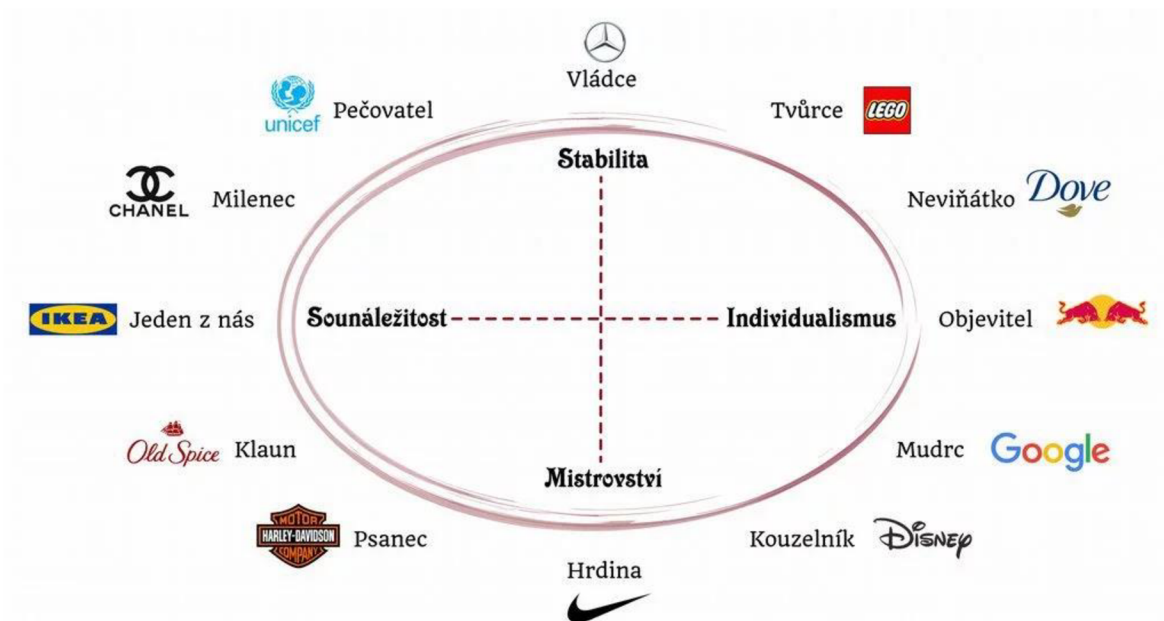 Vládce
unicef
Pečovatel
Tvůrce
LEGO
Stabilita
CHANEL
Milenec
Neviňátko
Dove
IKEA
Jeden z nás
Sounáležitost
Individualismus
Objevitel
Old Spice
Klaun
Mudrc
Google
Mistrovství
MOTOR
HARLEY-DAVIDSON
COMPANY
Psanec
Kouzelník
Disney
Hrdina